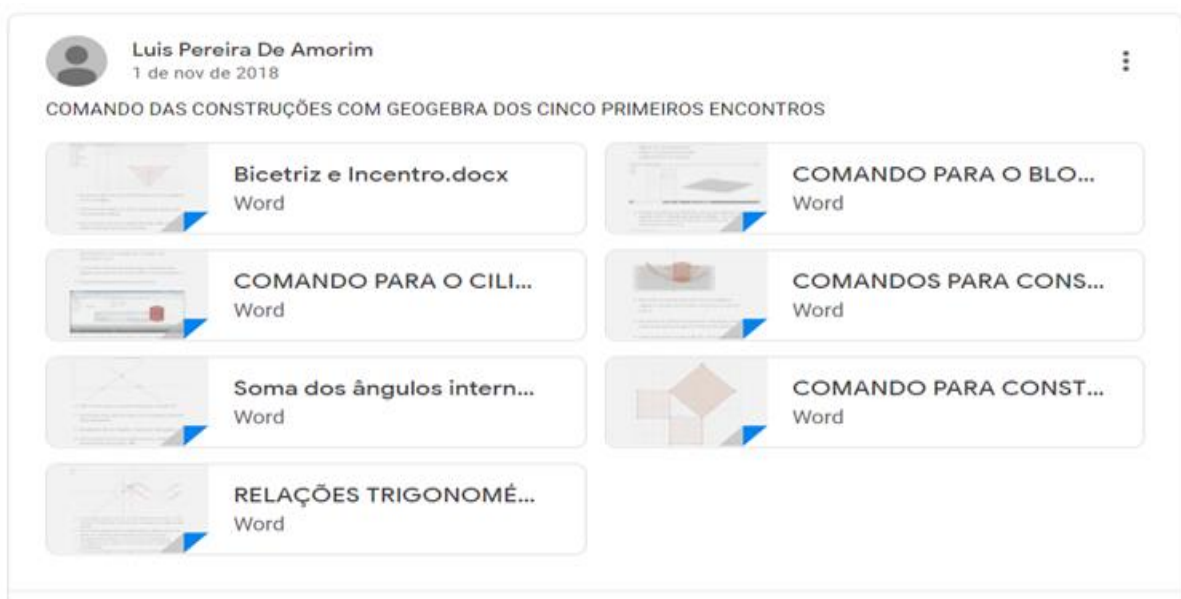 Luis Pereira De Amorim
1 de nov de 2018
COMANDO DAS CONSTRUÇÕES COM GEOGEBRA DOS CINCO PRIMEIROS ENCONTROS
Bicetriz e Incentro.docx
Word
COMANDO PARA O BLO...
Word
COMANDO PARA O CILI...
Word
COMANDOS PARA CONS...
Word
Soma dos ângulos intern...
Word
COMANDO PARA CONST...
Word
RELAÇÕES TRIGONOMÉ...
Word